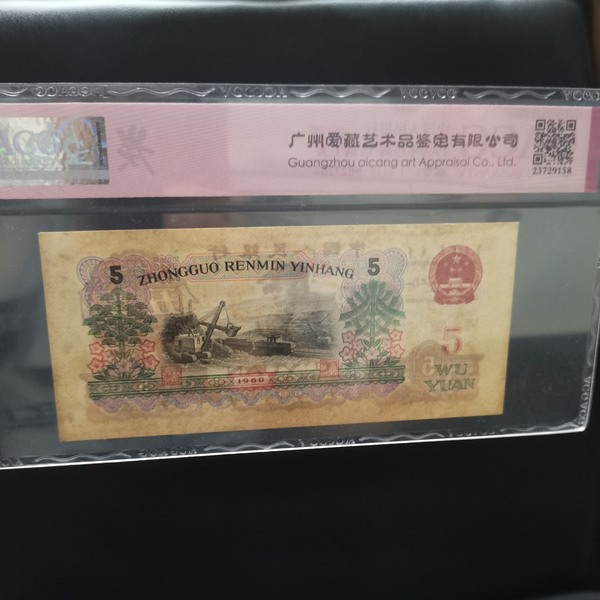 广州爱藏艺术品鉴定有限公司
Guangzhou aicang art Appraisal Co., Ltd.
23729158
5
ZHONGGUO RENMIN YINHANG
5
5
1960
WU
YUAN